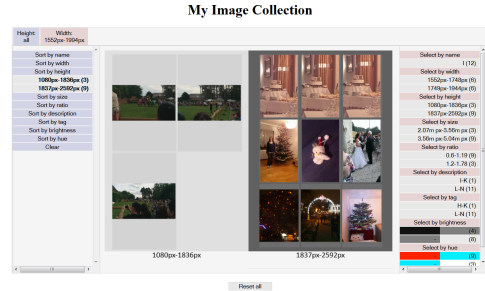 My Image Collection
Height:
all
Width:
1552px-1994px
Sort by name
Sort by width
Sort by height
1080px-1836px (3)
1837px-2592px (9)
Sort by size
Sort by ratio
Sort by description
Sort by tag
Sort by brightness
Sort by hue
Clear
1080px-1836px
1837px-2592px
Select by name
I (12)
Select by width
1552px-1748px (6)
1749px-1944px (6)
Select by height
1080px-1836px (3)
1837px-2592px (9)
Select by size
2.07m px-3.56m px (3)
3.56m px-5.04m px (9)
Select by ratio
0.6-1.19 (9)
1.2-1.78 (3)
Select by description
I-K (1)
L-N (11)
Select by tag
H-K (1)
L-N (11)
Select by brightness
(4)
(8)
Select by hue
(9)
(3)
Reset all